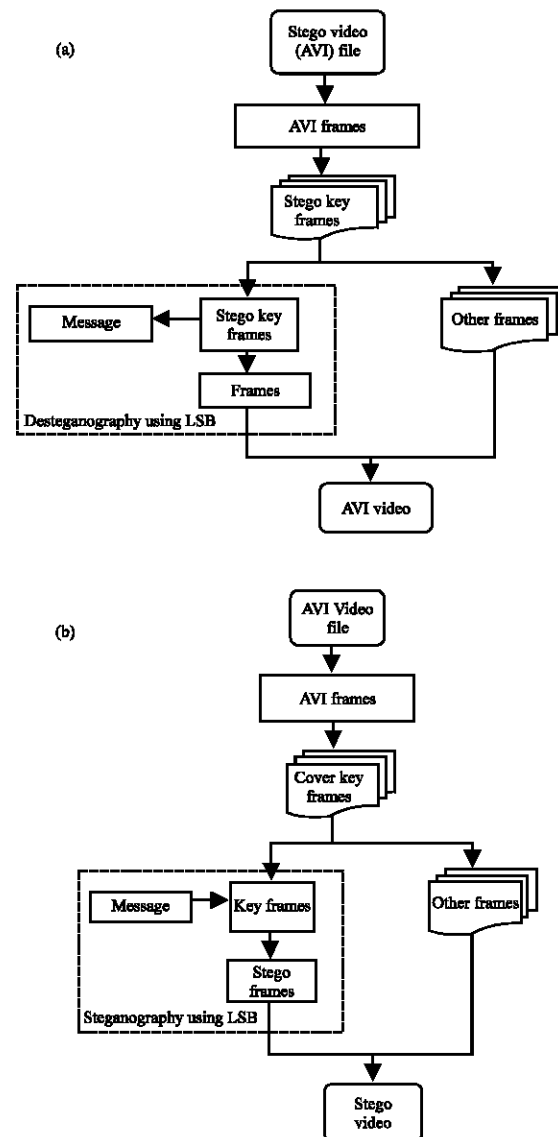 (a)
Stego video
(AVI) file
AVI frames
Stego key
frames
Message
Stego key
frames
Other frames
Frames
Desteganography using LSB
AVI video
(b)
AVI Video
file
AVI frames
Cover key
frames
Message
Key frames
Other frames
Stego
frames
Steganography using LSB
Stego
video